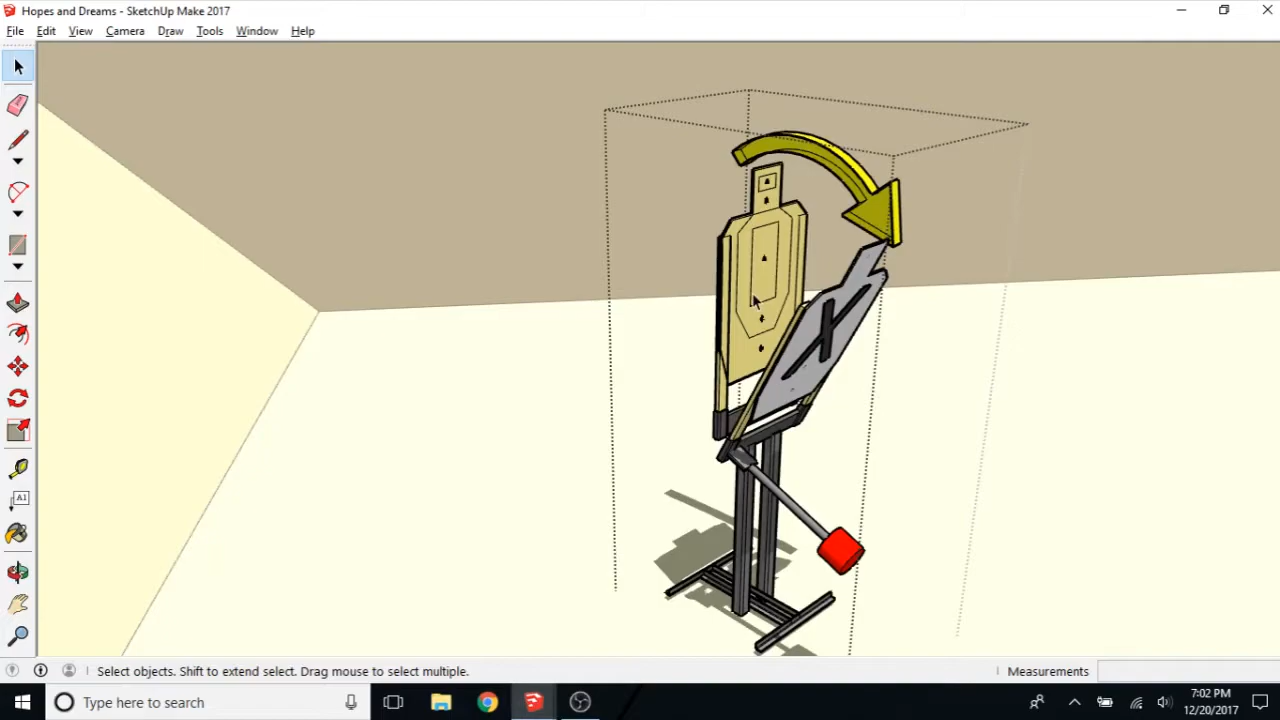 Hopes and Dreams - SketchUp Make 2017
File Edit View Camera Draw Tools Window Help
A1
Select objects. Shift to extend select. Drag mouse to select multiple.
Measurements
Type here to search
7:02 PM
12/20/2017